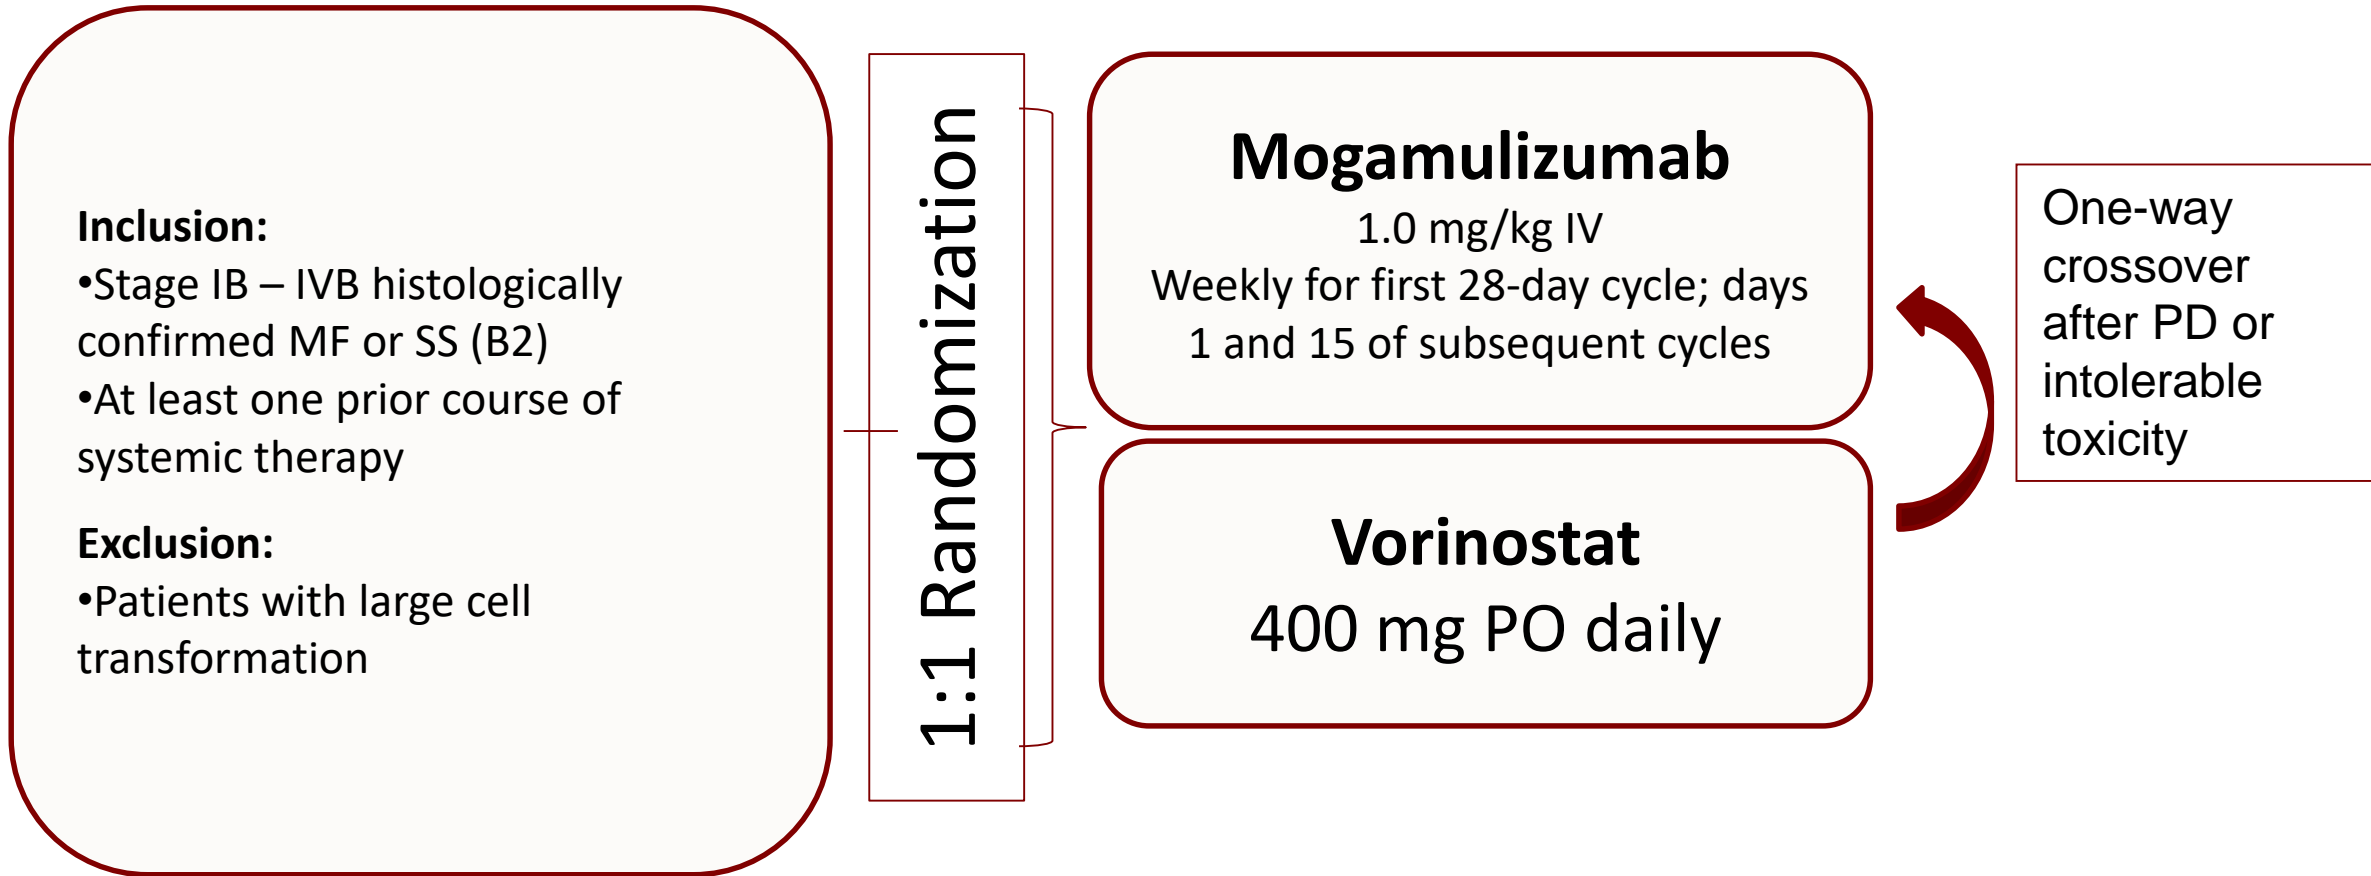 Inclusion:
•Stage IB – IVB histologically
confirmed MF or SS (B2)
•At least one prior course of
systemic therapy
Exclusion:
•Patients with large cell
transformation
1:1 Randomization
Mogamulizumab
1.0 mg/kg IV
Weekly for first 28-day cycle; days
1 and 15 of subsequent cycles
Vorinostat
400 mg PO daily
One-way
crossover
after PD or
intolerable
toxicity